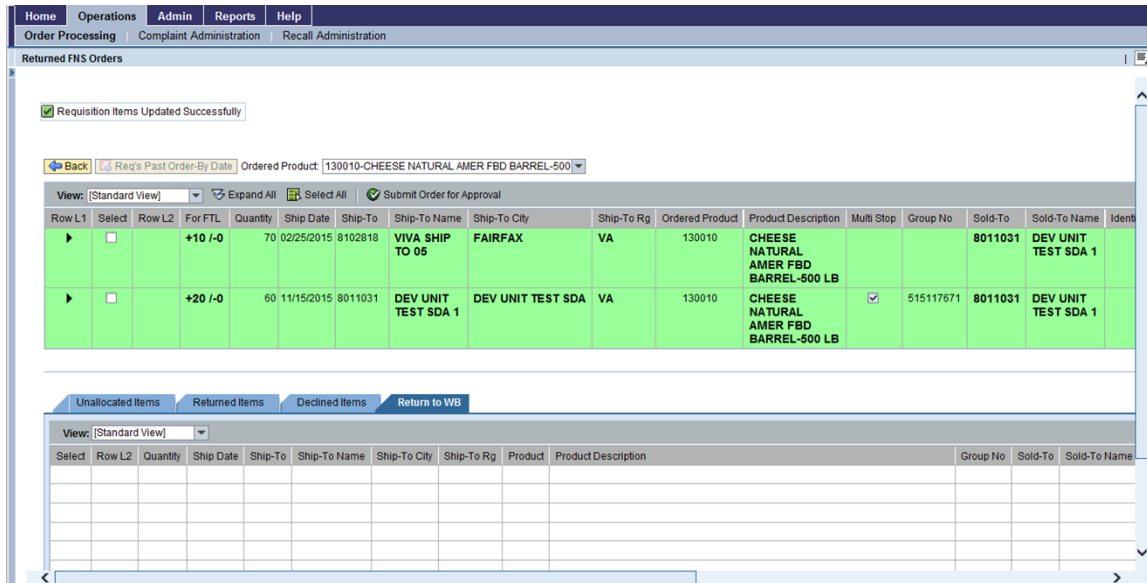 Home Operations Admin Reports Help
Order Processing | Complaint Administration | Recall Administration
Returned FNS Orders
Requisition Items Updated Successfully
Back Req's Past Order-By Date Ordered Product: 130010-CHEESE NATURAL AMER FBD BARREL-500
View: [Standard View] Expand All Select All Submit Order for Approval
Row L1 Select Row L2 For FTL Quantity Ship Date Ship-To Ship-To Name Ship-To City Ship-To Rg Ordered Product Product Description Multi Stop Group No Sold-To Sold-To Name Identi
+10 /-0 70 02/25/2015 8102818 VIVA SHIP FAIRFAX VA 130010 CHEESE 8011031 DEV UNIT
TO 05 NATURAL TEST SDA 1
AMER FBD
BARREL-500 LB
+20 /-0 60 11/15/2015 8011031 DEV UNIT DEV UNIT TEST SDA VA 130010 CHEESE 515117671 8011031 DEV UNIT
TEST SDA 1 NATURAL TEST SDA 1
AMER FBD
BARREL-500 LB
Unallocated Items Returned Items Declined Items Return to WB
View: [Standard View]
Select Row L2 Quantity Ship Date Ship-To Ship-To Name Ship-To City Ship-To Rg Product Product Description Group No Sold-To Sold-To Name